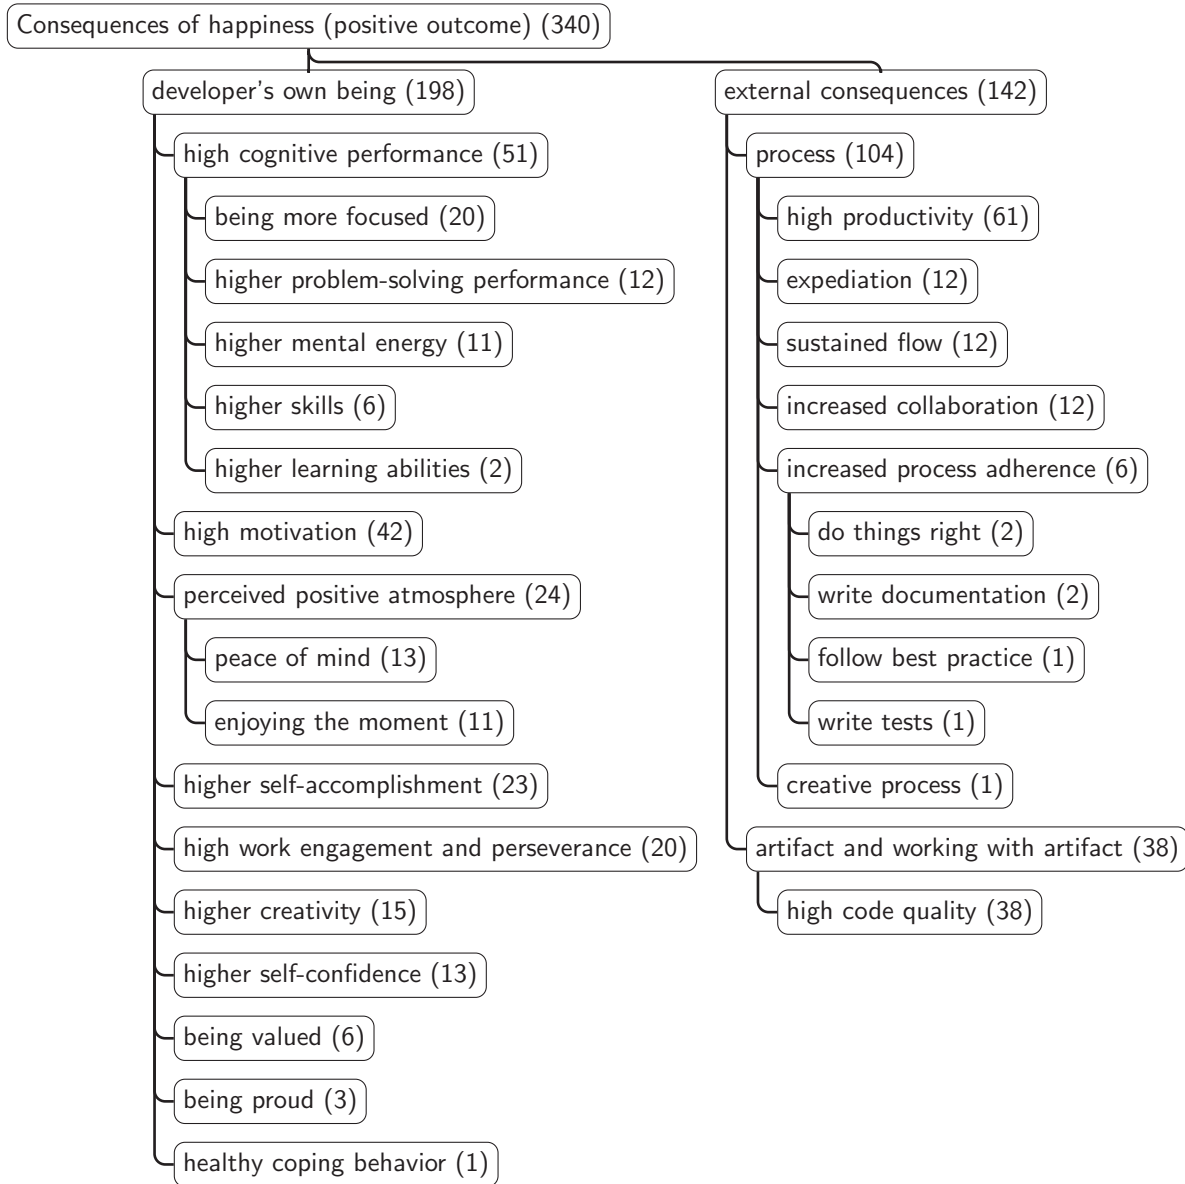 Consequences of happiness (positive outcome) (340)
developer's own being (198)
high cognitive performance (51)
being more focused (20)
higher problem-solving performance (12)
higher mental energy (11)
higher skills (6)
higher learning abilities (2)
high motivation (42)
perceived positive atmosphere (24)
peace of mind (13)
enjoying the moment (11)
higher self-accomplishment (23)
high work engagement and perseverance (20)
higher creativity (15)
higher self-confidence (13)
being valued (6)
being proud (3)
healthy coping behavior (1)
external consequences (142)
process (104)
high productivity (61)
expediation (12)
sustained flow (12)
increased collaboration (12)
increased process adherence (6)
do things right (2)
write documentation (2)
follow best practice (1)
write tests (1)
creative process (1)
artifact and working with artifact (38)
high code quality (38)